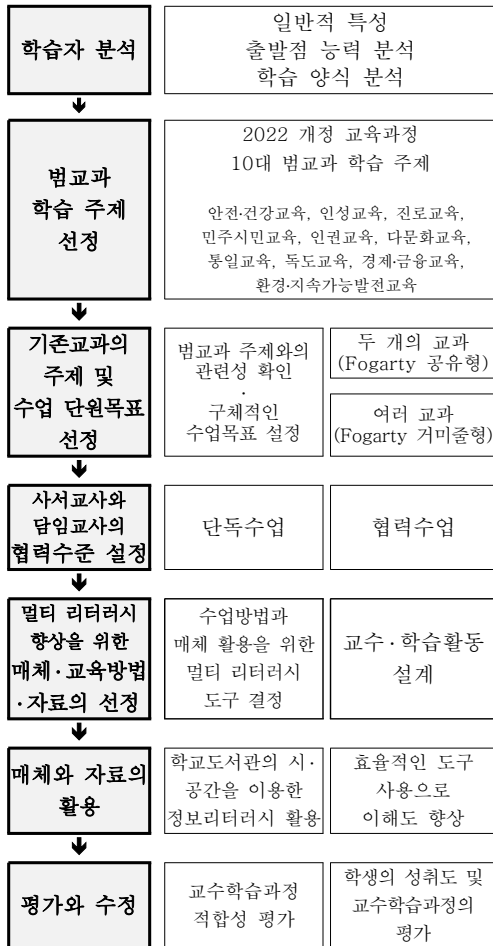 학습자 분석
일반적 특성
출발점 능력 분석
학습 양식 분석
범교과
학습 주제
선정
2022 개정 교육과정
10대 범교과 학습 주제
안전·건강교육, 인성교육, 진로교육,
민주시민교육, 인권교육, 다문화교육,
통일교육, 독도교육, 경제·금융교육,
환경·지속가능발전교육
기존교과의
주제 및
수업 단원목표
선정
범교과 주제와의
관련성 확인
·
구체적인
수업목표 설정
두 개의 교과
(Fogarty 공유형)
여러 교과
(Fogarty 거미줄형)
사서교사와
담임교사의
협력수준 설정
단독수업
협력수업
멀티 리터러시
향상을 위한
매체·교육방법
·자료의 선정
수업방법과
매체 활용을 위한
멀티 리터러시
도구 결정
교수·학습활동
설계
매체와 자료의
활용
학교도서관의 시·
공간을 이용한
정보리터러시 활용
효율적인 도구
사용으로
이해도 향상
평가와 수정
교수학습과정
적합성 평가
학생의 성취도 및
교수학습과정의
평가